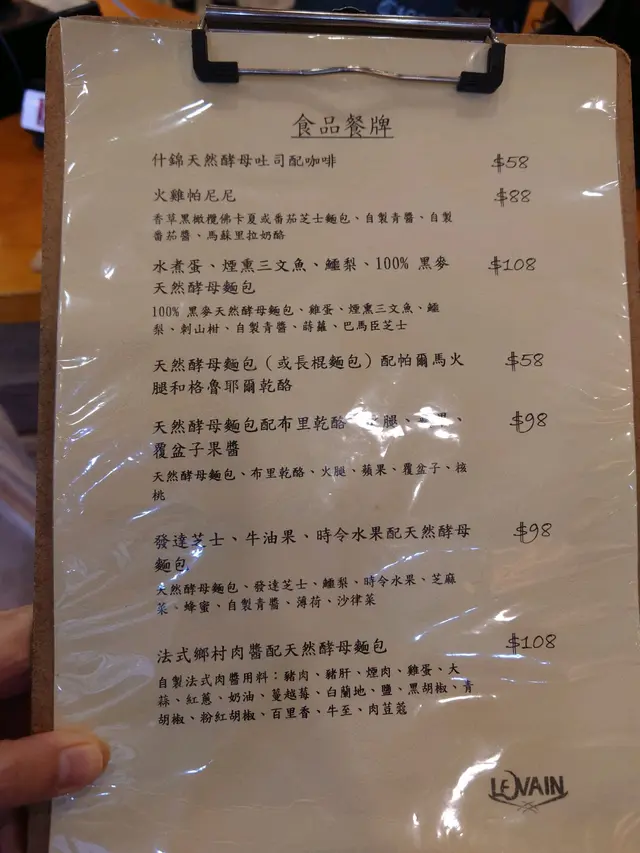 食品餐牌
什錦天然酵母吐司配咖啡 $58
火雞帕尼尼 $88
香草黑橄欖佛卡夏或番茄芝士麵包、自製青醬、自製
番茄醬、馬蘇里拉奶酪
水煮蛋、煙熏三文魚、鱷梨、100% 黑麥 $108
天然酵母麵包
100% 黑麥天然酵母麵包、雞蛋、煙熏三文魚、鱷
梨、刺山柑、自製青醬、蒔蘿、巴馬臣芝士
天然酵母麵包（或長棍麵包）配帕爾馬火 $58
腿和格魯耶爾乾酪
天然酵母麵包配布里乾酪 腿、 果、 $98
覆盆子果醬
天然酵母麵包、布里乾酪、火腿、蘋果、覆盆子、核
桃
發達芝士、牛油果、時令水果配天然酵母 $98
麵包
天然酵母麵包、發達芝士、鱷梨、時令水果、芝麻
菜、蜂蜜、自製青醬、薄荷、沙律菜
法式鄉村肉醬配天然酵母麵包 $108
自製法式肉醬用料：豬肉、豬肝、煙肉、雞蛋、大
蒜、紅蔥、奶油、蔓越莓、白蘭地、鹽、黑胡椒、青
胡椒、粉紅胡椒、百里香、牛至、肉荳蔻
LEVAIN